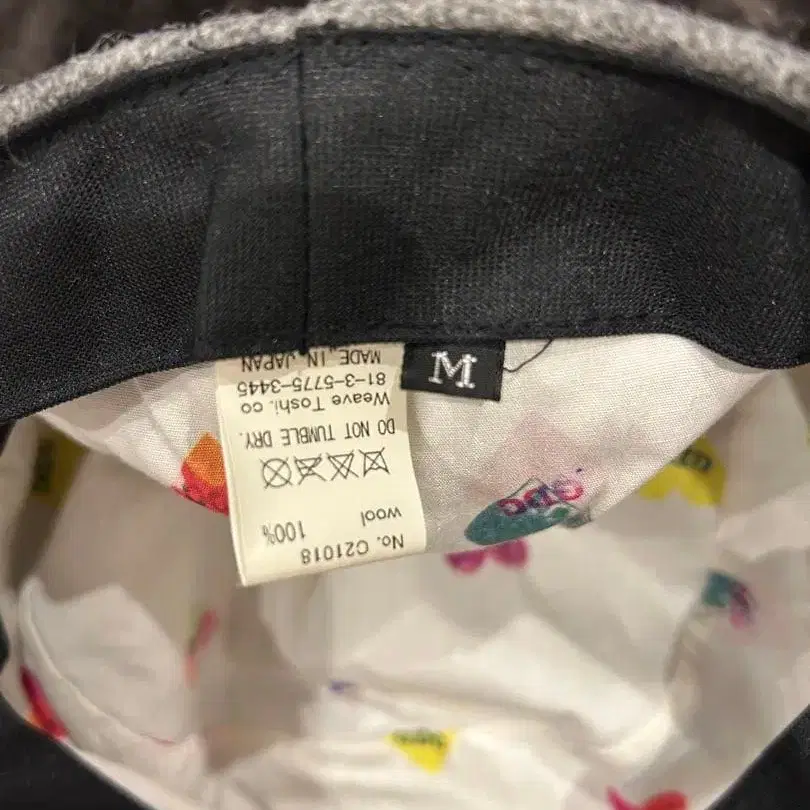 M
No. C21018
wool 100%
DO NOT TUMBLE DRY.
Weave Toshi. co
81-3-5775-3445
MADE, IN, JAPAN